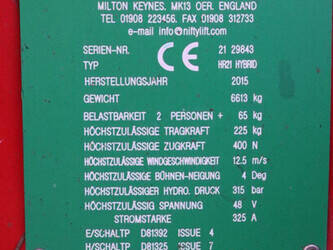 MILTON KEYNES. MK13 OER. ENGLAND
TEL 01908 223456. FAX 01908 312733
e-mail info@niftylift.com
SERIEN-NR. CE 21 29843
TYP HR21 HYBRID
HERSTELLUNGSJAHR 2015
GEWICHT 6613 kg
BELASTBARKEIT 2 PERSONEN + 65 kg
HÖCHSTZULÄSSIGE TRAGKRAFT 225 kg
HÖCHSTZULÄSSIGE ZUGKRAFT 400 N
HÖCHSTZULÄSSIGE WINDGESCHWINDIGKEIT 12.5 m/s
HÖCHSTZULÄSSIGE BÜHNEN-NEIGUNG 4 Deg
HÖCHSTZULÄSSIGER HYDRO. DRUCK 315 bar
HÖCHSTZULÄSSIG SPANNUNG 48 V
STROMSTARKE 325 A
E/SCHALTP D81392 ISSUE 4
H/SCHALTP D81325 ISSUE 7